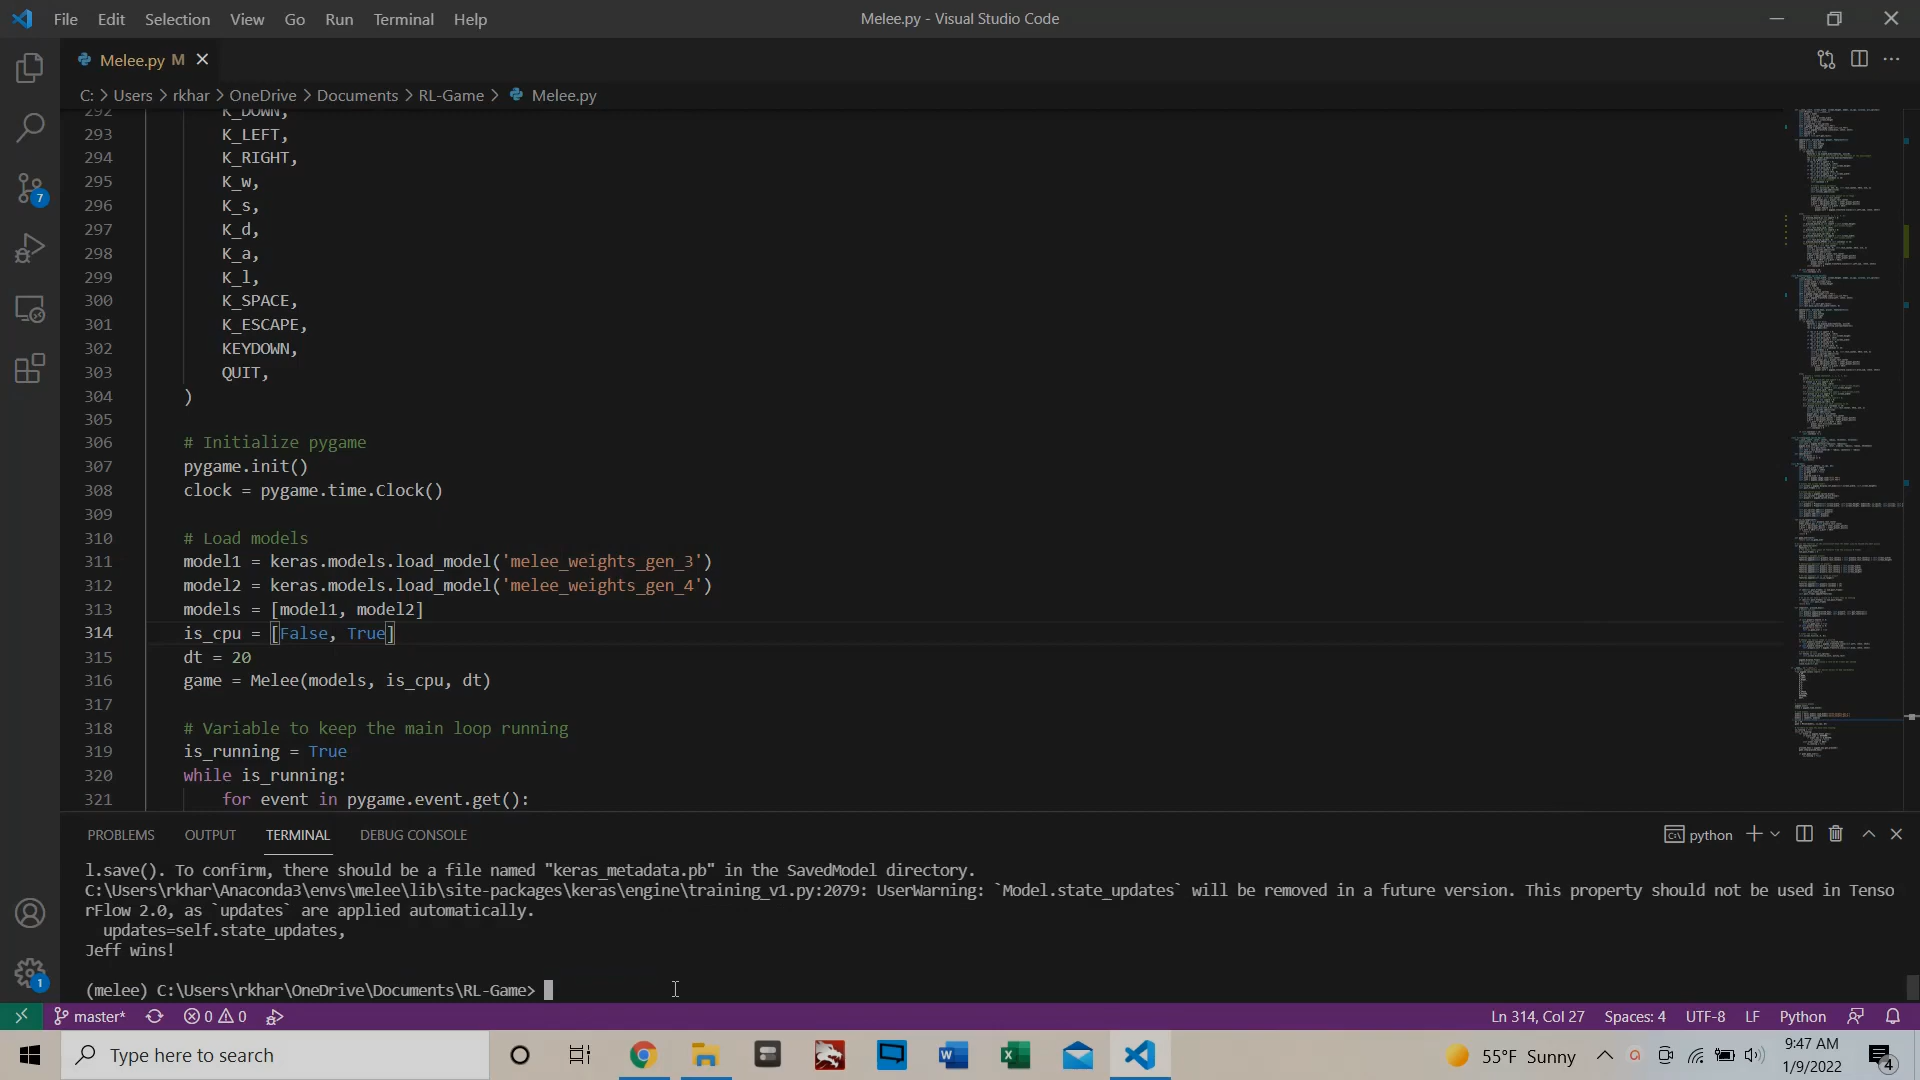 File Edit Selection View Go Run Terminal Help
Melee.py - Visual Studio Code
Melee.py M
C: > Users > rkhar > OneDrive > Documents > RL-Game > Melee.py
292 K_DOWN,
293 K_LEFT,
294 K_RIGHT,
295 K_w,
296 K_s,
297 K_d,
298 K_a,
299 K_l,
300 K_SPACE,
301 K_ESCAPE,
302 KEYDOWN,
303 QUIT,
304 )
305
306 # Initialize pygame
307 pygame.init()
308 clock = pygame.time.Clock()
309
310 # Load models
311 model1 = keras.models.load_model('melee_weights_gen_3')
312 model2 = keras.models.load_model('melee_weights_gen_4')
313 models = [model1, model2]
314 is_cpu = [False, True]
315 dt = 20
316 game = Melee(models, is_cpu, dt)
317
318 # Variable to keep the main loop running
319 is_running = True
320 while is_running:
321 for event in pygame.event.get():
PROBLEMS OUTPUT TERMINAL DEBUG CONSOLE
python
l.save(). To confirm, there should be a file named "keras_metadata.pb" in the SavedModel directory.
C:\Users\rkhar\Anaconda3\envs\melee\lib\site-packages\keras\engine\training_v1.py:2079: UserWarning: `Model.state_updates` will be removed in a future version. This property should not be used in Tenso
rFlow 2.0, as `updates` are applied automatically.
updates=self.state_updates,
Jeff wins!
(melee) C:\Users\rkhar\OneDrive\Documents\RL-Game>
7
1
master* 0 0
Ln 314, Col 27 Spaces: 4 UTF-8 LF Python
Type here to search
55°F Sunny
9:47 AM
1/9/2022
4